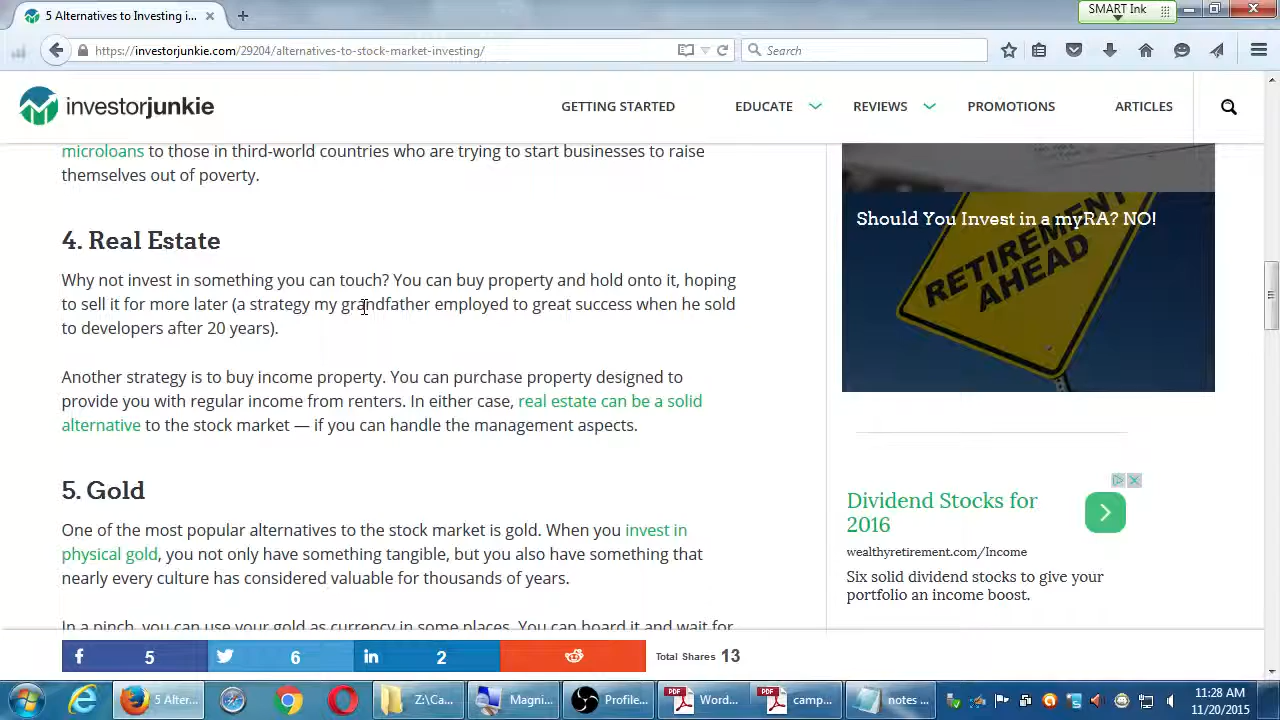 5 Alternatives to Investing i...
SMART Ink
https://investorjunkie.com/29204/alternatives-to-stock-market-investing/
Search
investorjunkie
GETTING STARTED
EDUCATE
REVIEWS
PROMOTIONS
ARTICLES
microloans to those in third-world countries who are trying to start businesses to raise
themselves out of poverty.
4. Real Estate
Why not invest in something you can touch? You can buy property and hold onto it, hoping
to sell it for more later (a strategy my grandfather employed to great success when he sold
to developers after 20 years).
Another strategy is to buy income property. You can purchase property designed to
provide you with regular income from renters. In either case, real estate can be a solid
alternative to the stock market — if you can handle the management aspects.
5. Gold
One of the most popular alternatives to the stock market is gold. When you invest in
physical gold, you not only have something tangible, but you also have something that
nearly every culture has considered valuable for thousands of years.
In a pinch, you can use your gold as currency in some places. You can hoard it and wait for
Should You Invest in a myRA? NO!
RETIREMENT
AHEAD
Dividend Stocks for
2016
wealthyretirement.com/Income
Six solid dividend stocks to give your
portfolio an income boost.
5
6
2
Total Shares 13
5 Alter...
Z:\Ca...
Magni...
Profile...
PDF
Word...
PDF
camp...
notes ...
11:28 AM
11/20/2015